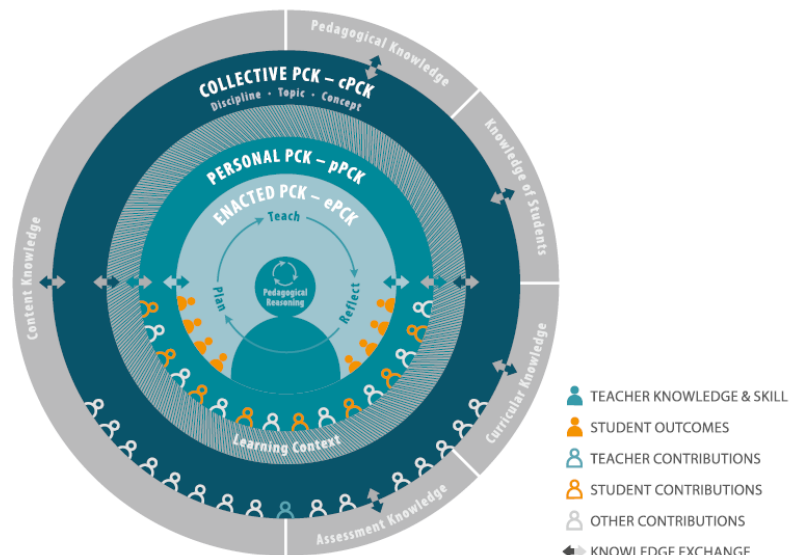 Pedagogical Knowledge
COLLECTIVE PCK – cPCK
Discipline · Topic · Concept
Knowledge of Students
PERSONAL PCK – pPCK
ENACTED PCK – ePCK
Teach
Content Knowledge
Pedagogical
Reasoning
Plan
Reflect
Curricular Knowledge
Learning Context
Assessment Knowledge
TEACHER KNOWLEDGE & SKILL
STUDENT OUTCOMES
TEACHER CONTRIBUTIONS
STUDENT CONTRIBUTIONS
OTHER CONTRIBUTIONS
KNOWLEDGE EXCHANGE